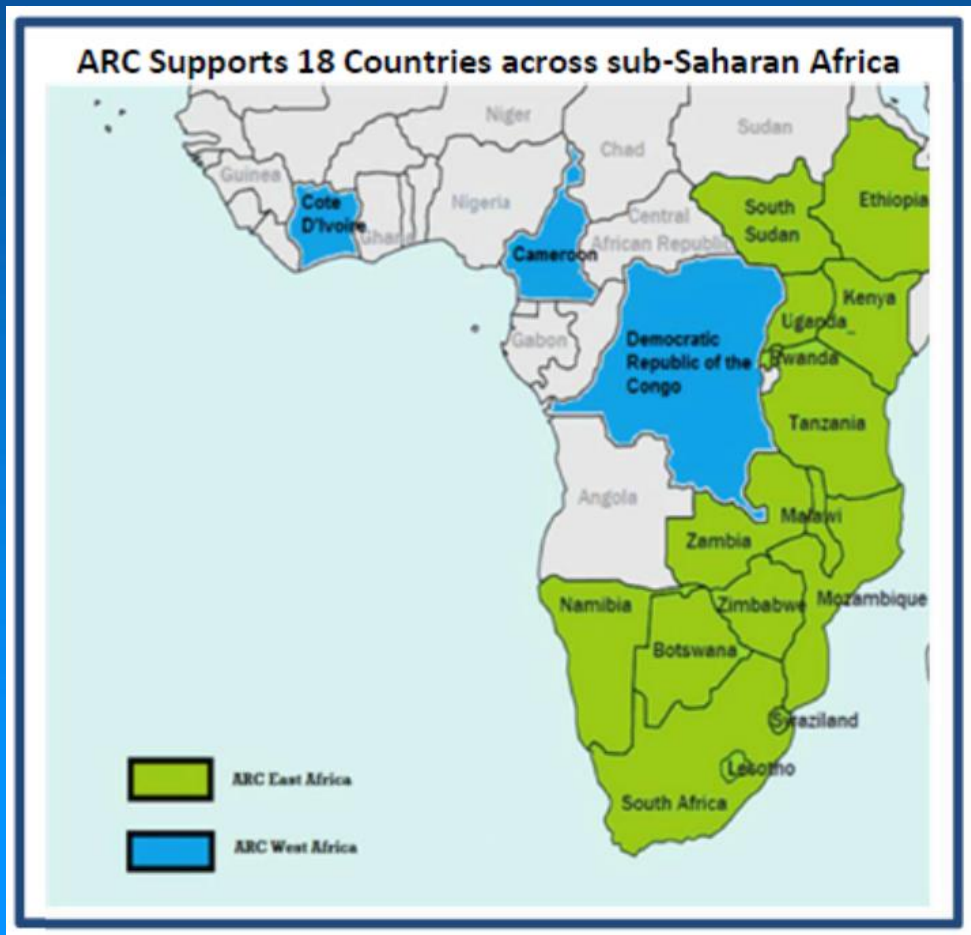 ARC Supports 18 Countries across sub-Saharan Africa
Niger
Chad
Sudan
Guinea
Cote
D'Ivoire
Ghana
Nigeria
Central
African Republic
South
Sudan
Ethiopia
Cameroon
Gabon
Democratic
Republic of the
Congo
Uganda_
Kenya
Rwanda
Tanzania
Angola
Malawi
Zambia
Namibia
Zimbabwe
Mozambique
Botswana
Swaziland
Lesotho
South Africa
ARC East Africa
ARC West Africa